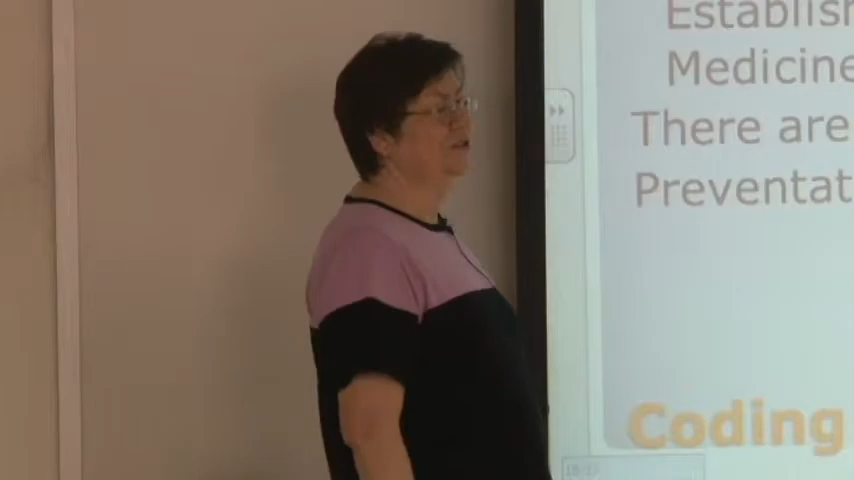 Establish
Medicine
There are
Preventat
Coding